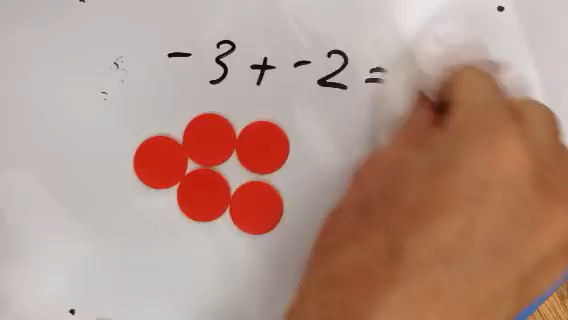 -3 + -2 =